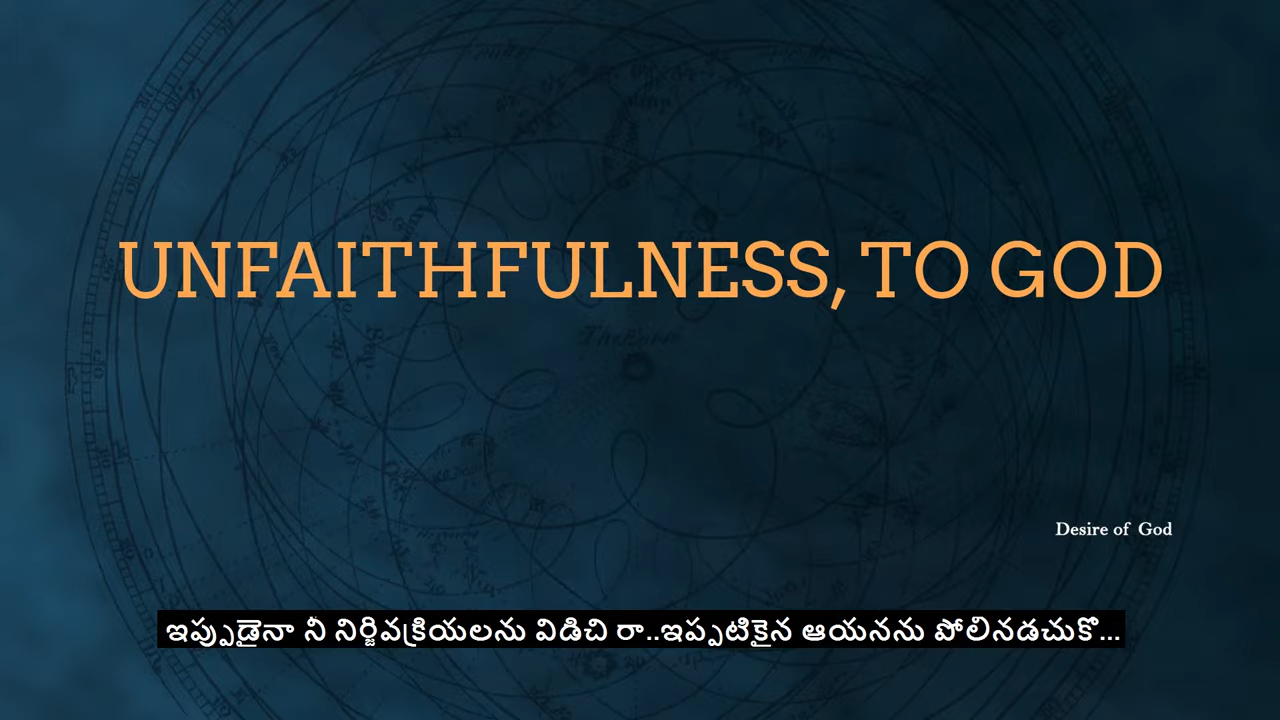 UNFAITHFULNESS, TO GOD
Desire of God
ఇప్పుడైనా నీ నిర్జివక్రియలను విడిచి రా..ఇప్పటికైన ఆయనను పోలినడచుకొ...